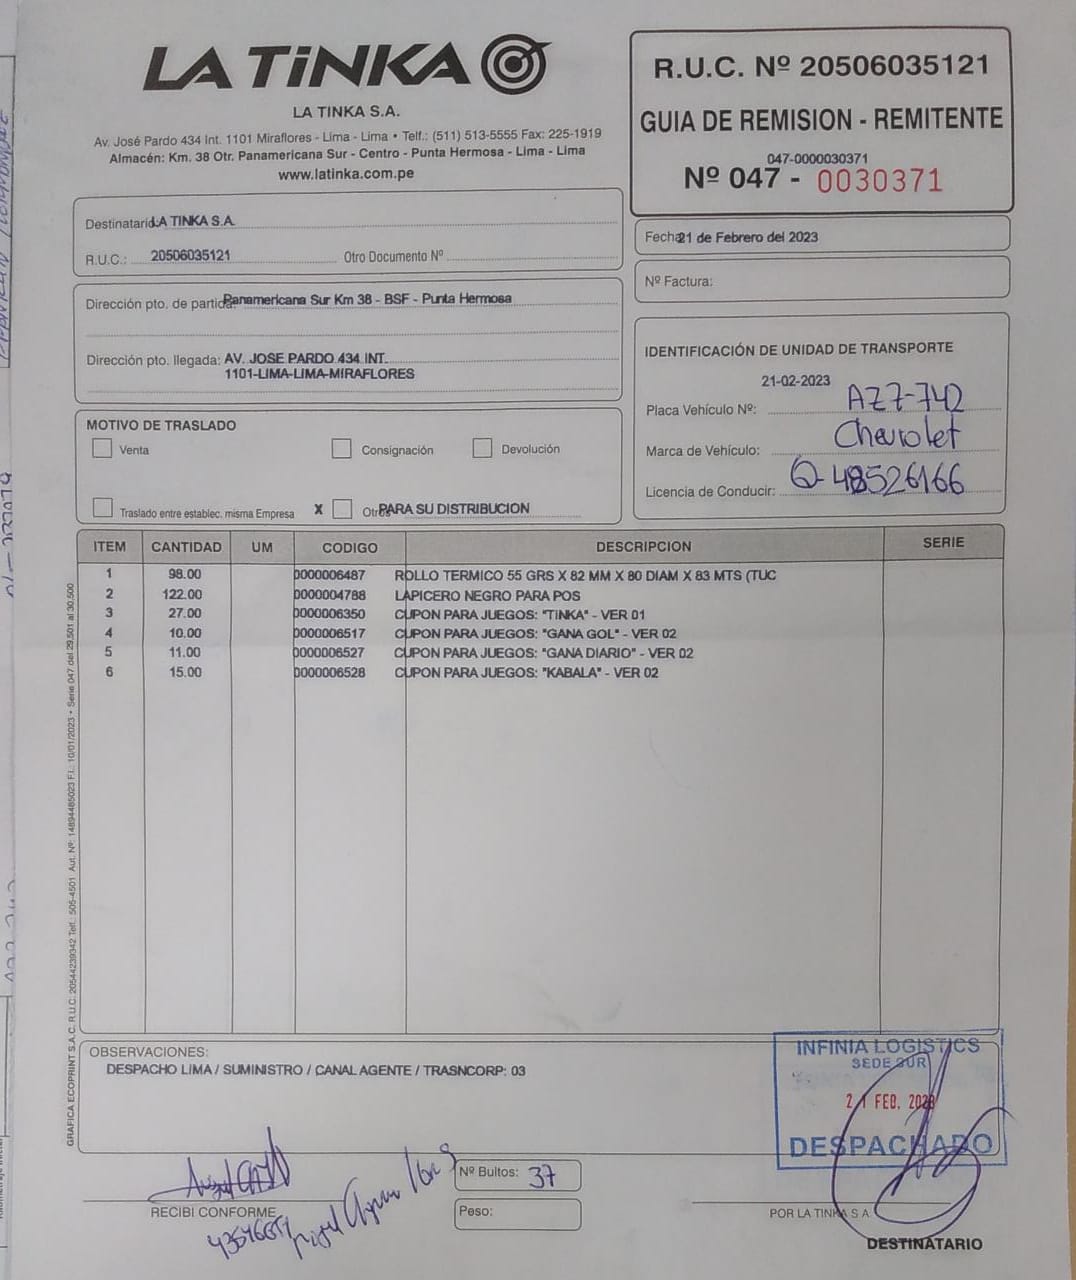 LA TiNKA
LA TINKA S.A.
Av. José Pardo 434 Int. 1101 Miraflores - Lima - Lima • Telf.: (511) 513-5555 Fax: 225-1919
Almacén: Km. 38 Otr. Panamericana Sur - Centro - Punta Hermosa - Lima - Lima
www.latinka.com.pe
R.U.C. Nº 20506035121
GUIA DE REMISION - REMITENTE
047-0000030371
Nº 047 - 0030371
Destinatario: LA TINKA S.A.
R.U.C.: 20506035121 Otro Documento Nº
Fecha: 21 de Febrero del 2023
Nº Factura:
Dirección pto. de partida: Panamericana Sur Km 38 - BSF - Punta Hermosa
Dirección pto. llegada: AV. JOSE PARDO 434 INT.
1101-LIMA-LIMA-MIRAFLORES
IDENTIFICACIÓN DE UNIDAD DE TRANSPORTE
21-02-2023
Placa Vehículo Nº: AZ7-742
Marca de Vehículo: Chevrolet
Licencia de Conducir: Q-48526166
MOTIVO DE TRASLADO
Venta Consignación Devolución
Traslado entre establec. misma Empresa X Otros PARA SU DISTRIBUCION
ITEM CANTIDAD UM CODIGO DESCRIPCION SERIE
1 98.00 0000006487 ROLLO TERMICO 55 GRS X 82 MM X 80 DIAM X 83 MTS (TUC
2 122.00 0000004788 LAPICERO NEGRO PARA POS
3 27.00 0000006350 CUPON PARA JUEGOS: "TiNKA" - VER 01
4 10.00 0000006517 CUPON PARA JUEGOS: "GANA GOL" - VER 02
5 11.00 0000006527 CUPON PARA JUEGOS: "GANA DIARIO" - VER 02
6 15.00 0000006528 CUPON PARA JUEGOS: "KABALA" - VER 02
GRAFICA ECOPRINT S.A.C. R.U.C. 20544239342 Telf.: 505-4501 Aut. Nº: 14894485023 F.I.: 10/01/2023 • Serie 047 del 29,501 al 30,500
OBSERVACIONES:
DESPACHO LIMA / SUMINISTRO / CANAL AGENTE / TRASNCORP: 03
INFINIA LOGISTICS
SEDE SUR
21 FEB. 2023
DESPACHADO
Nº Bultos: 37
Peso:
RECIBI CONFORME
POR LA TINKA S.A.
DESTINATARIO